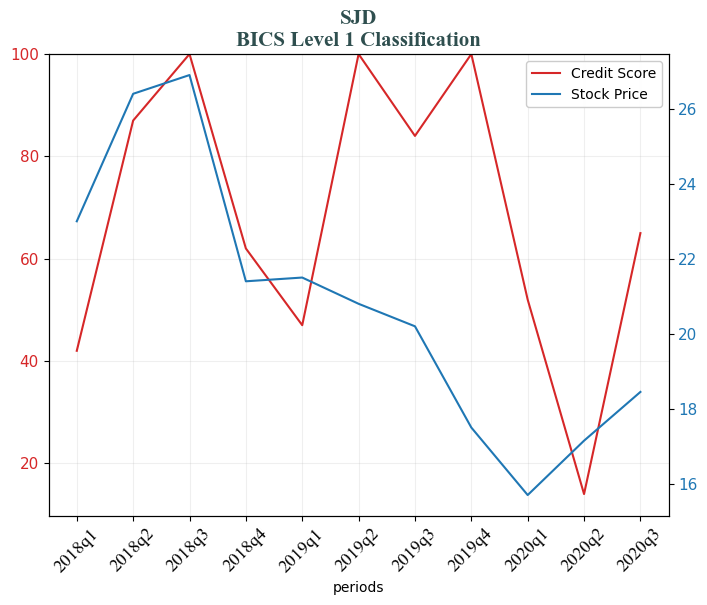 SJD
BICS Level 1 Classification
Credit Score
Stock Price
100
80
60
40
20
26
24
22
20
18
16
2018q1
2018q2
2018q3
2018q4
2019q1
2019q2
2019q3
2019q4
2020q1
2020q2
2020q3
periods